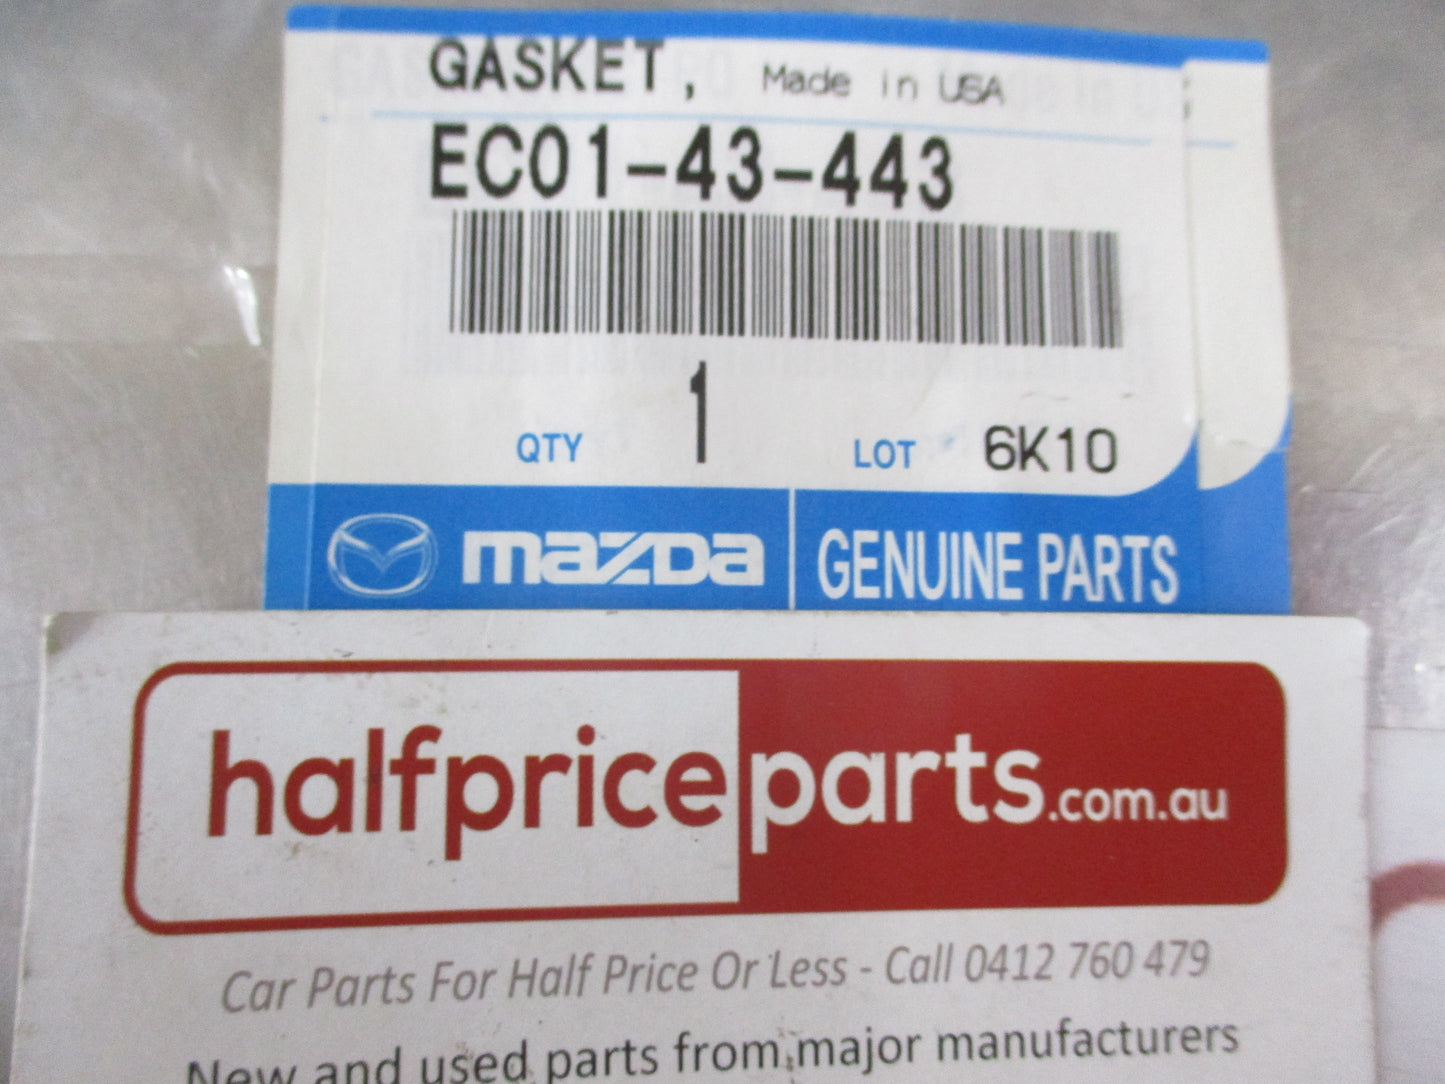 GASKET, Made in USA
EC01-43-443
1
QTY LOT 6K10
mazda GENUINE PARTS
halfpriceparts.com.au
Car Parts For Half Price Or Less - Call 0412 760 479
New and used parts from major manufacturers